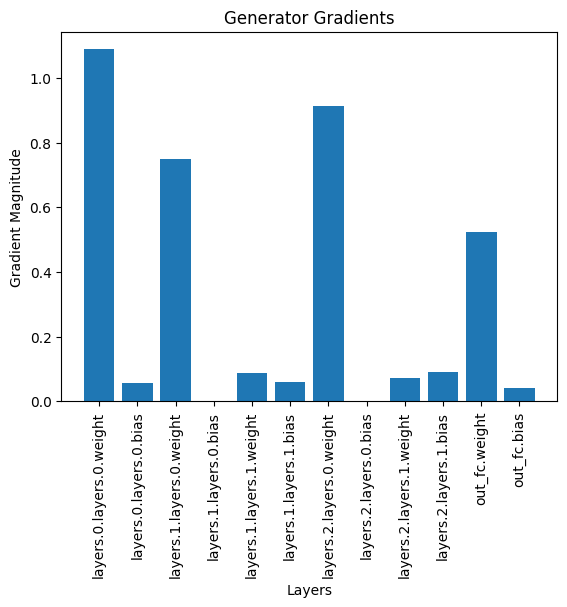 Generator Gradients
Gradient Magnitude
1.0
0.8
0.6
0.4
0.2
0.0
layers.0.layers.0.weight
layers.0.layers.0.bias
layers.1.layers.0.weight
layers.1.layers.0.bias
layers.1.layers.1.weight
layers.1.layers.1.bias
layers.2.layers.0.weight
layers.2.layers.0.bias
layers.2.layers.1.weight
layers.2.layers.1.bias
out_fc.weight
out_fc.bias
Layers